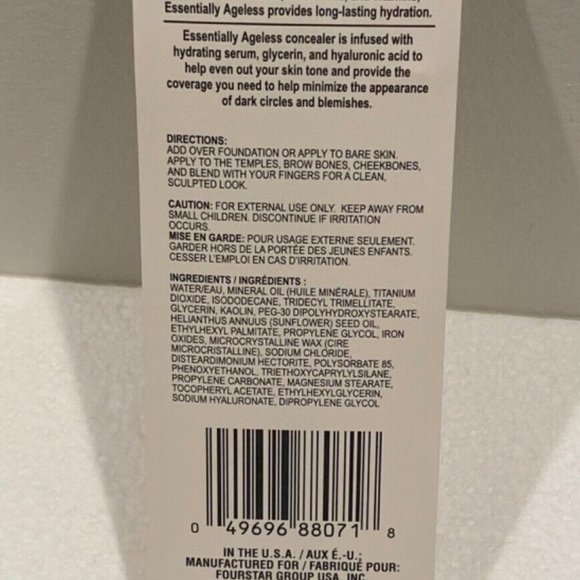 Essentially Ageless provides long-lasting hydration.
Essentially Ageless concealer is infused with
hydrating serum, glycerin, and hyaluronic acid to
help even out your skin tone and provide the
coverage you need to help minimize the appearance
of dark circles and blemishes.
DIRECTIONS:
ADD OVER FOUNDATION OR APPLY TO BARE SKIN.
APPLY TO THE TEMPLES, BROW BONES, CHEEKBONES,
AND BLEND WITH YOUR FINGERS FOR A CLEAN,
SCULPTED LOOK.
CAUTION: FOR EXTERNAL USE ONLY. KEEP AWAY FROM
SMALL CHILDREN. DISCONTINUE IF IRRITATION
OCCURS.
MISE EN GARDE: POUR USAGE EXTERNE SEULEMENT.
GARDER HORS DE LA PORTÉE DES JEUNES ENFANTS.
CESSER L'EMPLOI EN CAS D'IRRITATION.
INGREDIENTS / INGRÉDIENTS :
WATER/EAU, MINERAL OIL (HUILE MINÉRALE), TITANIUM
DIOXIDE, ISODODECANE, TRIDECYL TRIMELLITATE,
GLYCERIN, KAOLIN, PEG-30 DIPOLYHYDROXYSTEARATE,
HELIANTHUS ANNUUS (SUNFLOWER) SEED OIL,
ETHYLHEXYL PALMITATE, PROPYLENE GLYCOL, IRON
OXIDES, MICROCRYSTALLINE WAX (CIRE
MICROCRISTALLINE), SODIUM CHLORIDE,
DISTEARDIMONIUM HECTORITE, POLYSORBATE 85,
PHENOXYETHANOL, TRIETHOXYCAPRYLYLSILANE,
PROPYLENE CARBONATE, MAGNESIUM STEARATE,
TOCOPHERYL ACETATE, ETHYLHEXYLGLYCERIN,
SODIUM HYALURONATE, DIPROPYLENE GLYCOL
0 49696 88071 8
IN THE U.S.A. / AUX É.-U.;
MANUFACTURED FOR / FABRIQUÉ POUR:
FOURSTAR GROUP USA, INC.